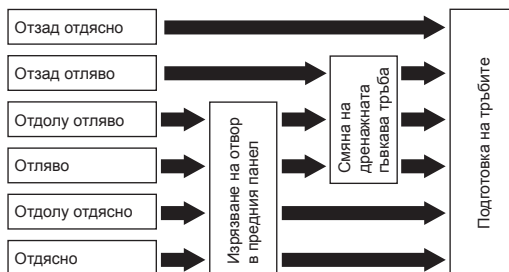 Отзад отдясно
Отзад отляво
Отдолу отляво
Отляво
Отдолу отдясно
Отдясно
Изрязване на отвор
в предния панел
Смяна на
дренажната
гъвкава тръба
Подготовка на тръбите